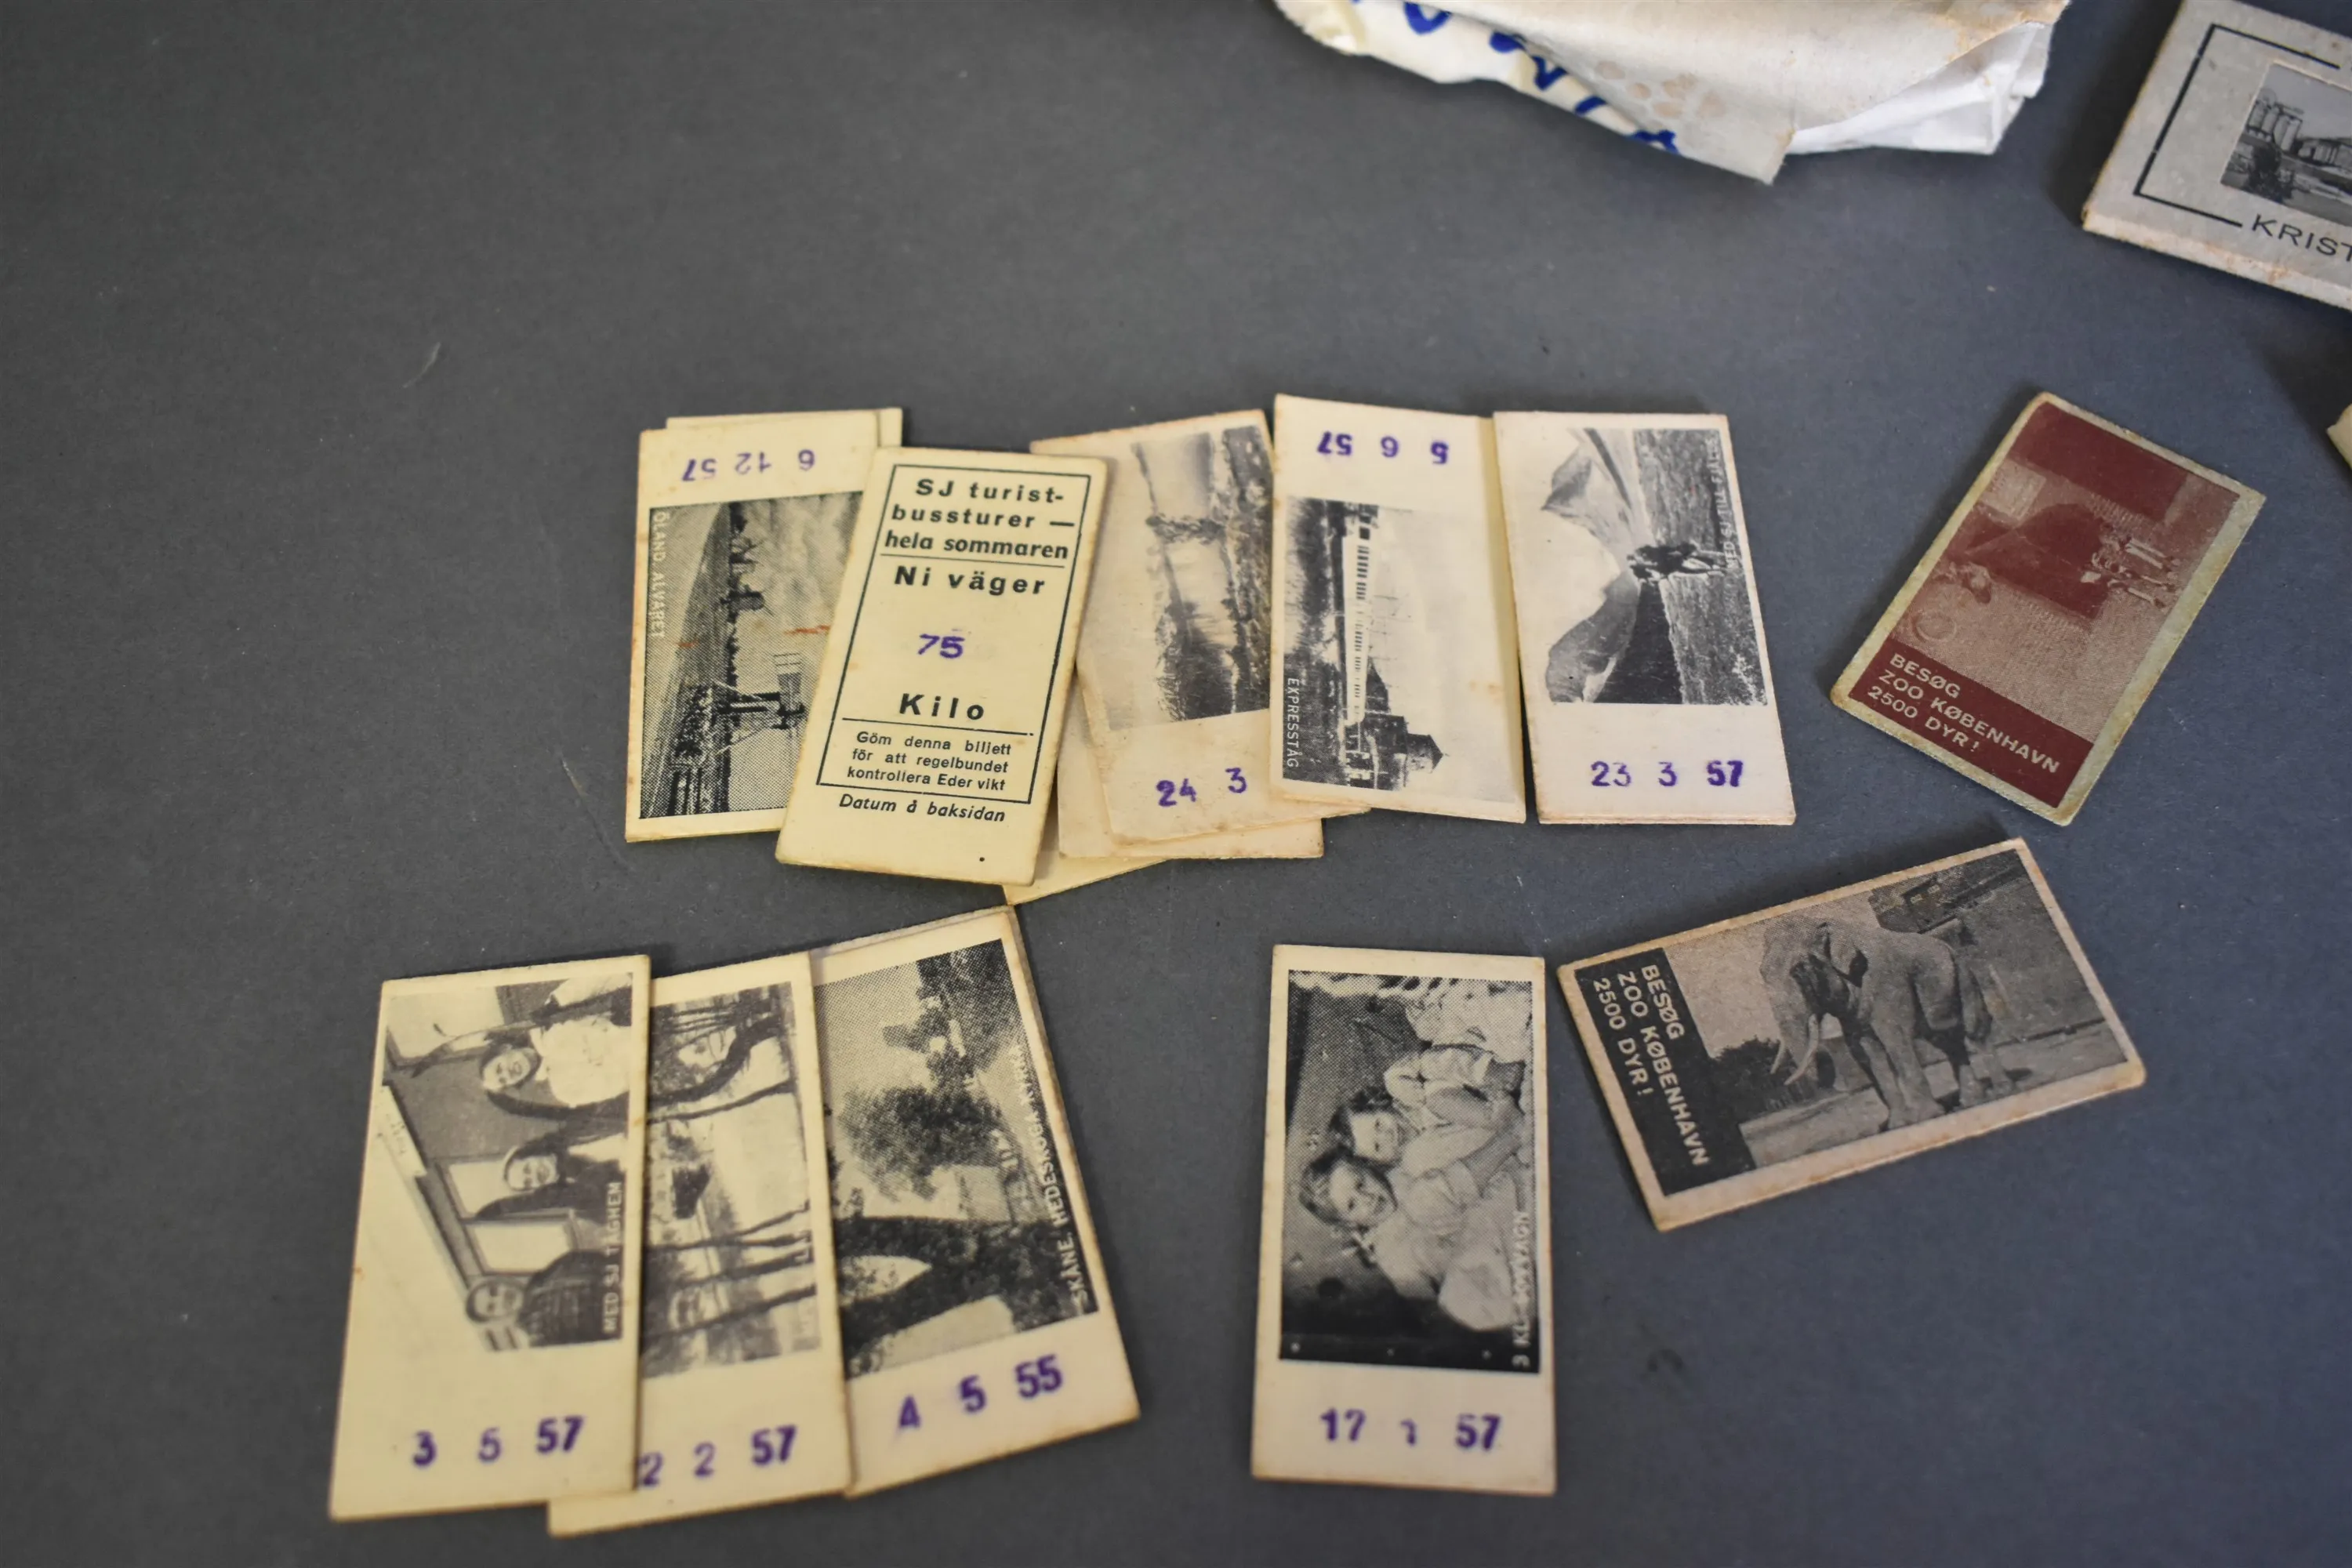 KRIST
6 12 57
ÖLAND. ALVARET
SJ turist-
bussturer —
hela sommaren
Ni väger
75
Kilo
Göm denna biljett
för att regelbundet
kontrollera Eder vikt
Datum å baksidan
24 3
5 6 57
EXPRESSTÅG
23 3 57
BESØG
ZOO KØBENHAVN
2500 DYR!
BESØG
ZOO KØBENHAVN
2500 DYR!
MED SJ TÅGHEM
3 5 57
2 2 57
SKÅNE. HEDESKOGA KYRKA
4 5 55
3 KL. SOVVAGN
17 57